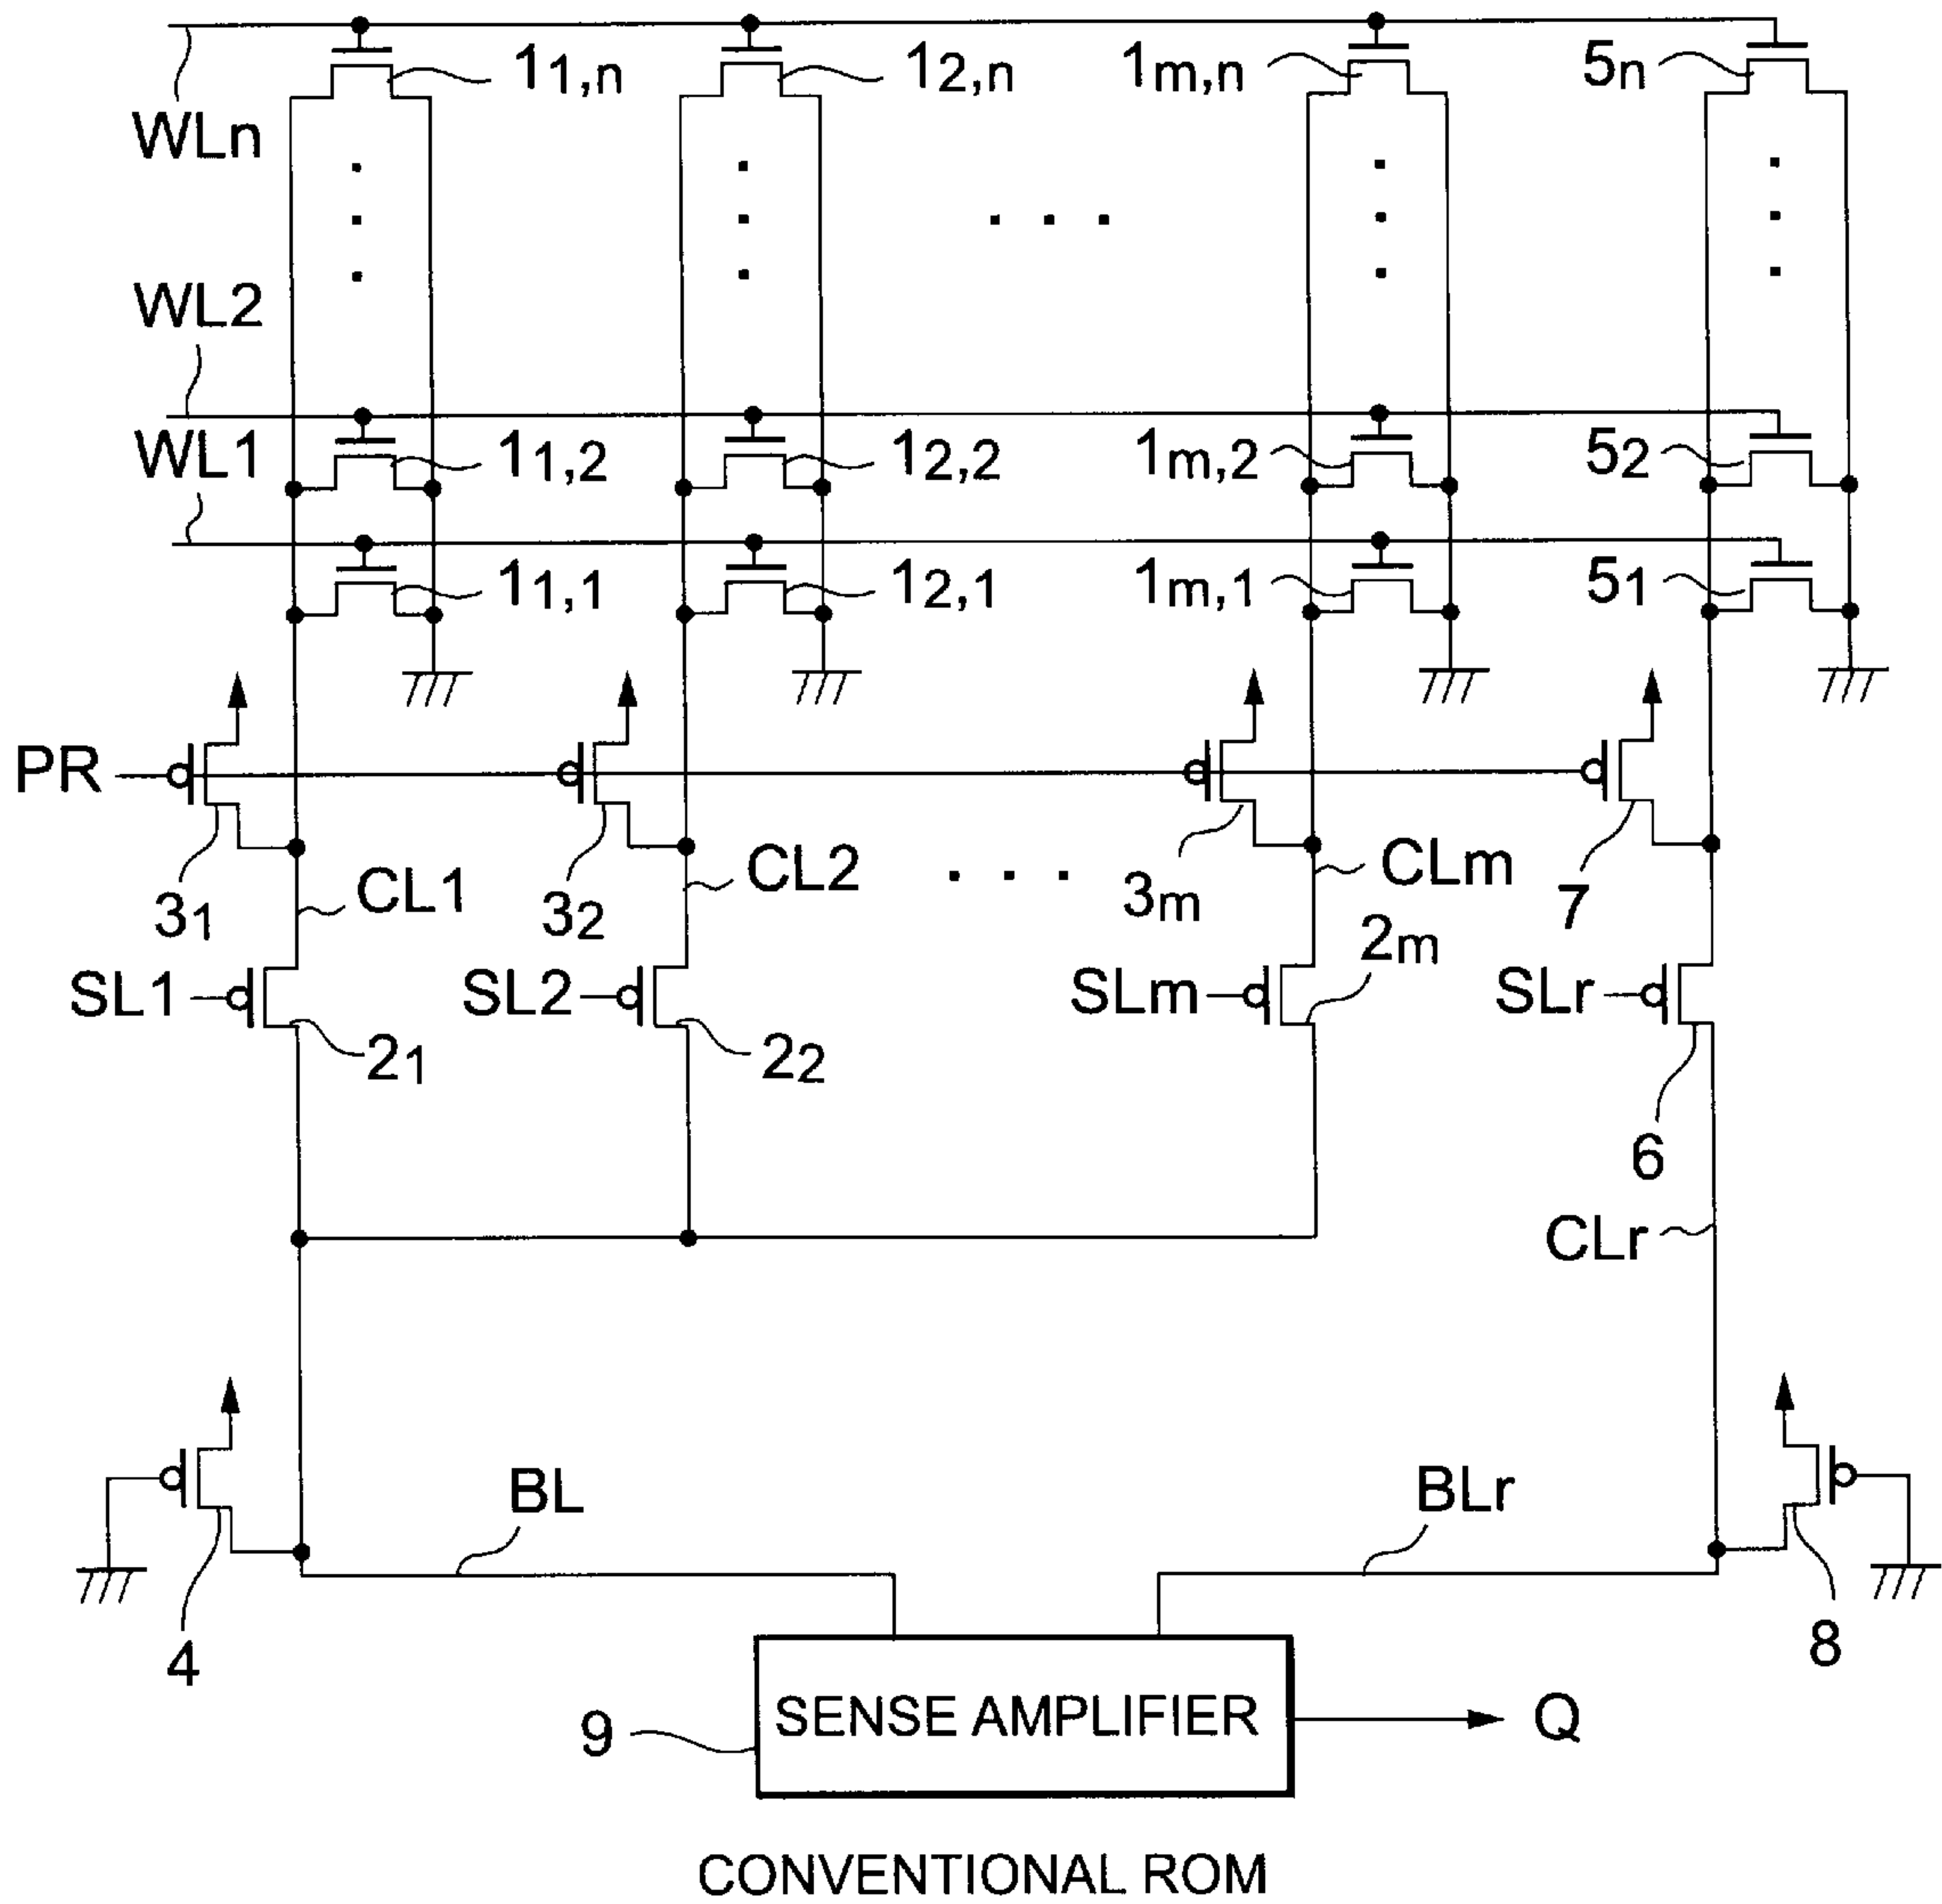 11,n 12,n 1m,n 5n
WLn
WL2
WL1 11,2 12,2 1m,2 52
11,1 12,1 1m,1 51
PR
31 CL1 32 CL2 3m CLm 7
SL1 21 SL2 22 SLm 2m SLr
6
CLr
BL BLr
4 8
9 SENSE AMPLIFIER Q
CONVENTIONAL ROM